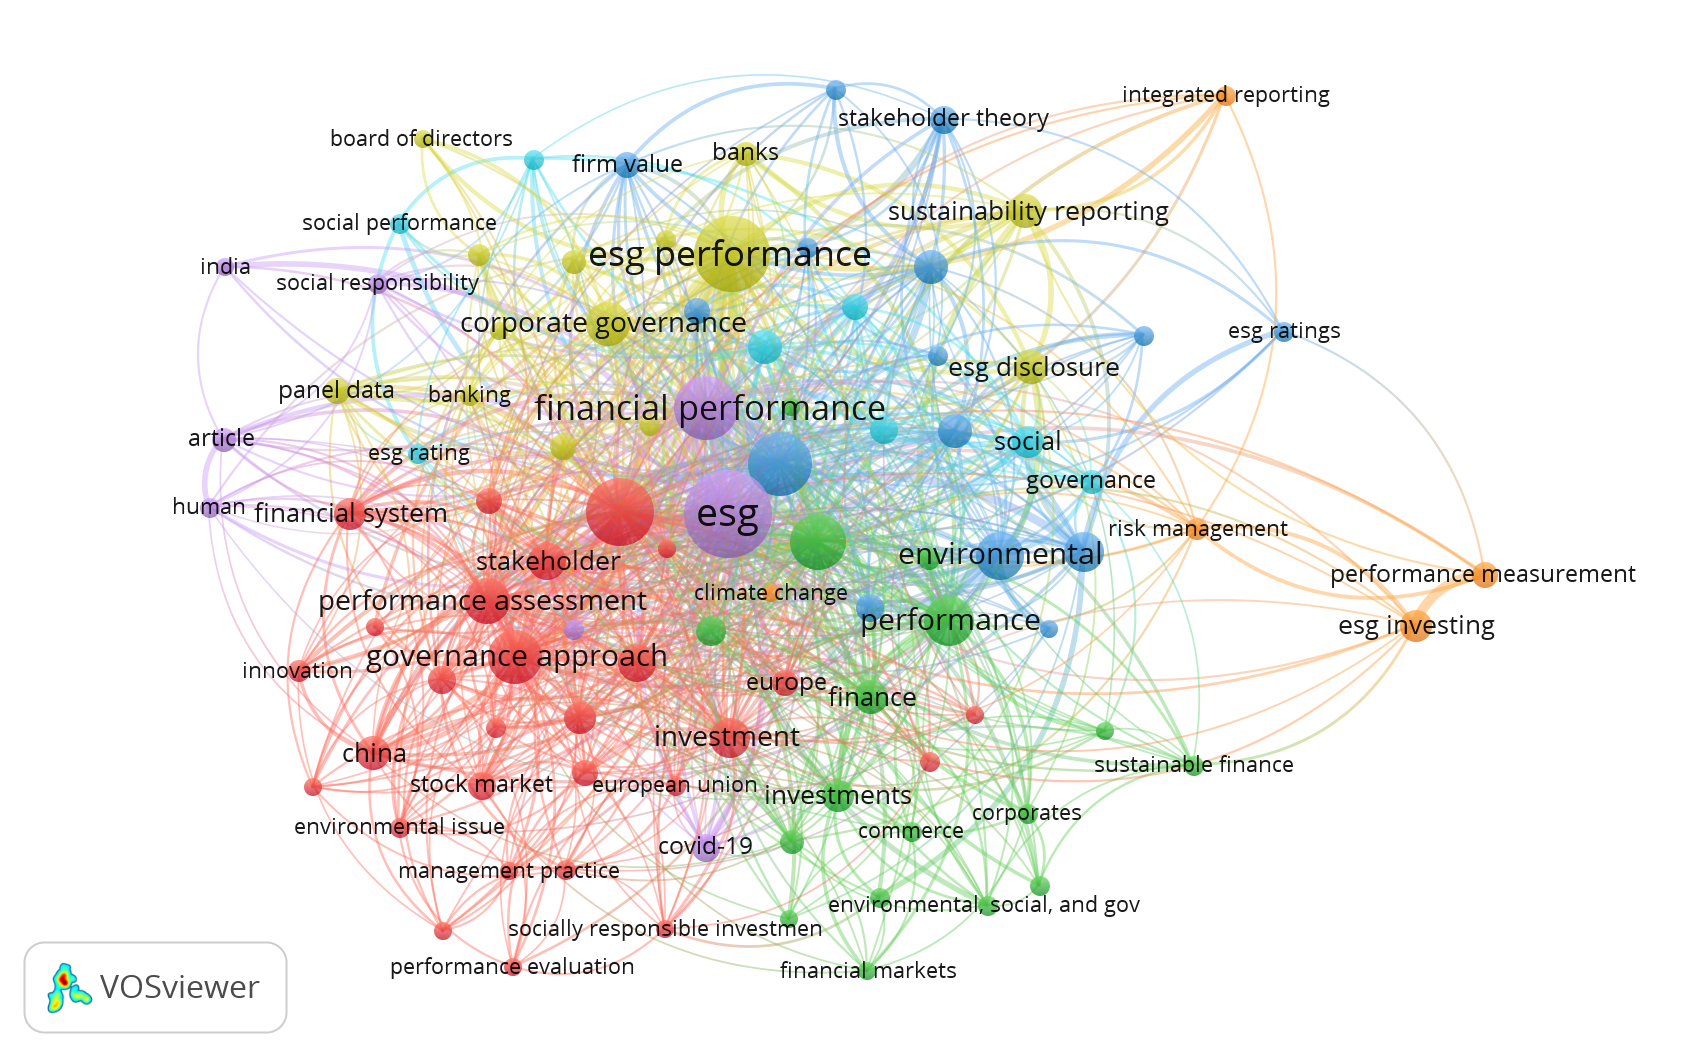 integrated reporting
stakeholder theory
board of directors
banks
firm value
sustainability reporting
social performance
esg performance
india
social responsibility
corporate governance
esg ratings
esg disclosure
panel data
banking
financial performance
article
social
esg rating
governance
human
financial system
esg
risk management
environmental
stakeholder
performance measurement
climate change
performance assessment
performance
esg investing
governance approach
innovation
europe
finance
investment
china
sustainable finance
stock market
european union
investments
corporates
environmental issue
commerce
covid-19
management practice
environmental, social, and gov
socially responsible investmen
performance evaluation
financial markets
VOSviewer